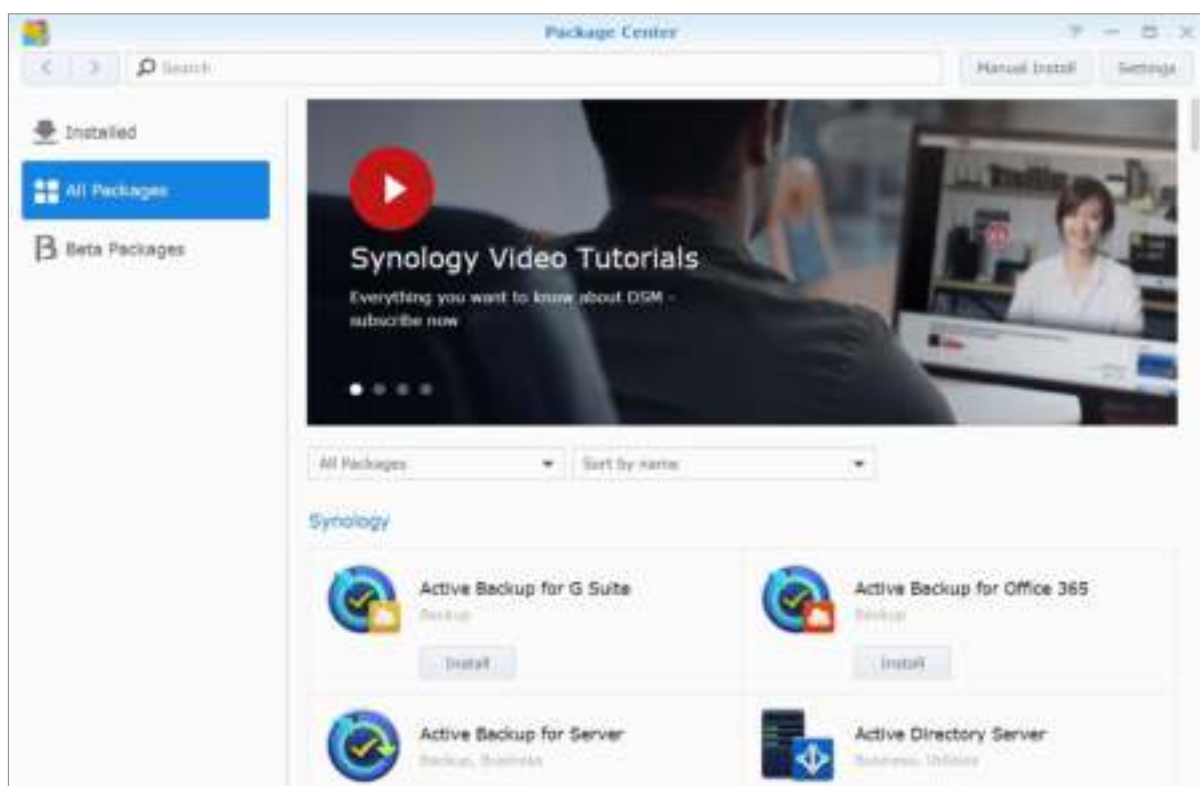 Package Center
Search
Manual Install
Settings
Installed
All Packages
Beta Packages
Synology Video Tutorials
Everything you want to know about DSM -
subscribe now
All Packages
Sort by name
Synology
Active Backup for G Suite
Backup
Install
Active Backup for Office 365
Backup
Install
Active Backup for Server
Backup, Business
Active Directory Server
Business, Utilities